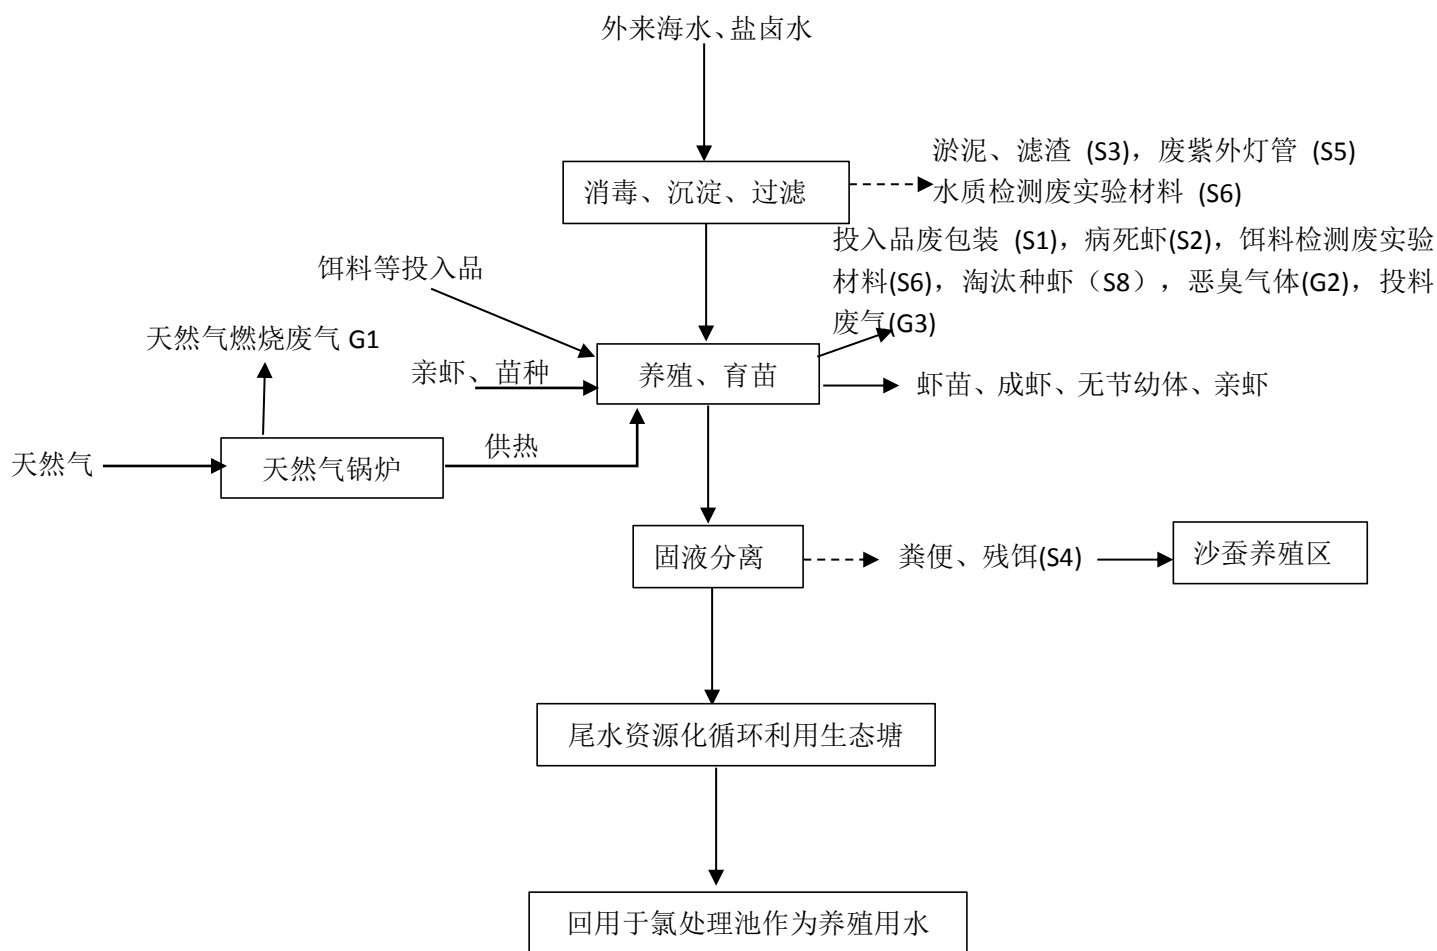 外来海水、盐卤水
淤泥、滤渣 (S3)，废紫外灯管 (S5)
水质检测废实验材料 (S6)
消毒、沉淀、过滤
投入品废包装 (S1)，病死虾(S2)，饵料检测废实验
材料(S6)，淘汰种虾（S8），恶臭气体(G2)，投料
废气(G3)
饵料等投入品
天然气燃烧废气 G1
亲虾、苗种
养殖、育苗
虾苗、成虾、无节幼体、亲虾
天然气
天然气锅炉
供热
固液分离
粪便、残饵(S4)
沙蚕养殖区
尾水资源化循环利用生态塘
回用于氯处理池作为养殖用水